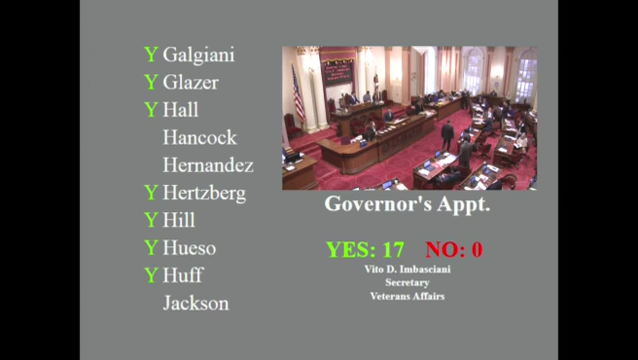 Y Galgiani
Y Glazer
Y Hall
Hancock
Hernandez
Y Hertzberg
Y Hill
Y Hueso
Y Huff
Jackson
Governor's Appt.
YES: 17 NO: 0
Vito D. Imbasciani
Secretary
Veterans Affairs